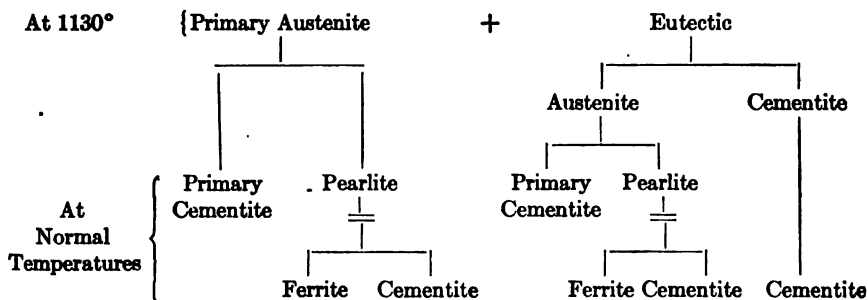 At 1130° {Primary Austenite + Eutectic
Austenite Cementite
Primary Pearlite Primary Pearlite
Cementite Cementite
At
Normal
Temperatures
Ferrite Cementite Ferrite Cementite Cementite